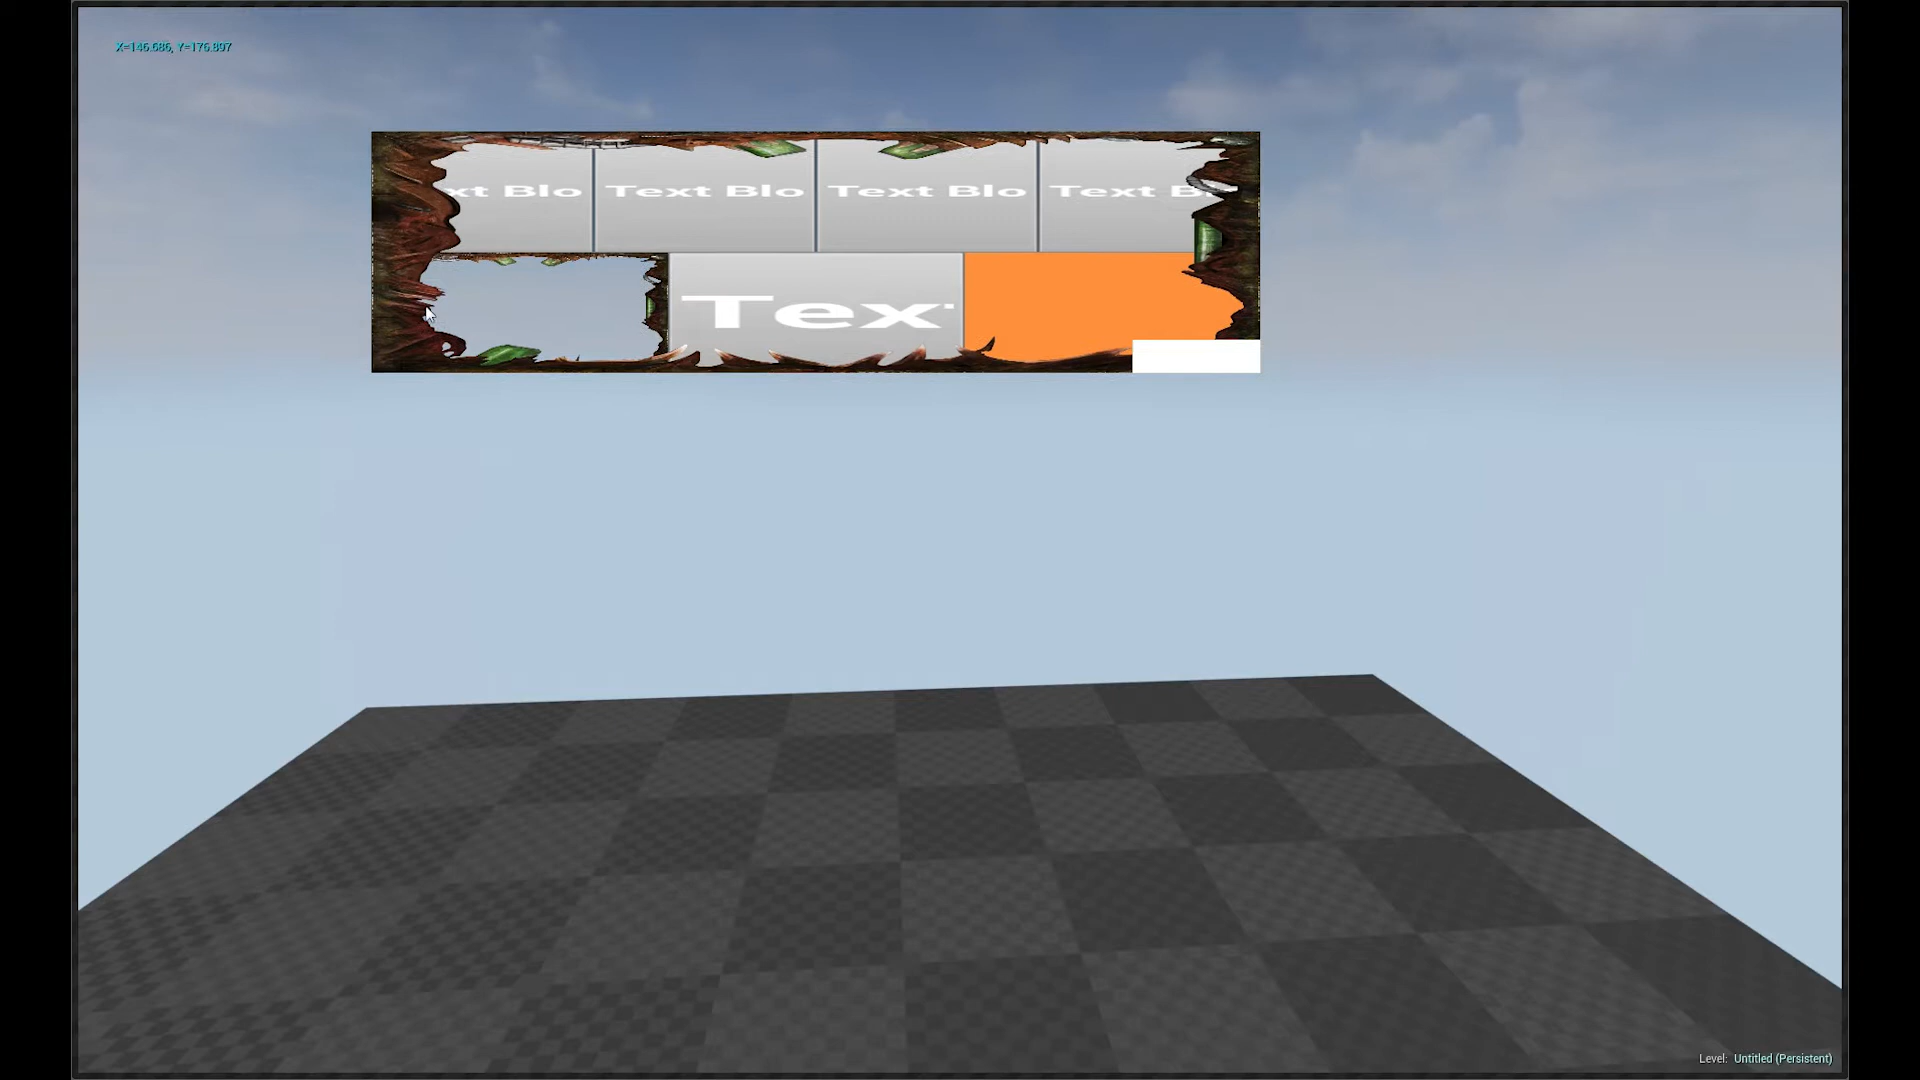 X=146.686, Y=176.897
xt Blo Text Blo Text Blo Text B
Tex
Level: Untitled (Persistent)